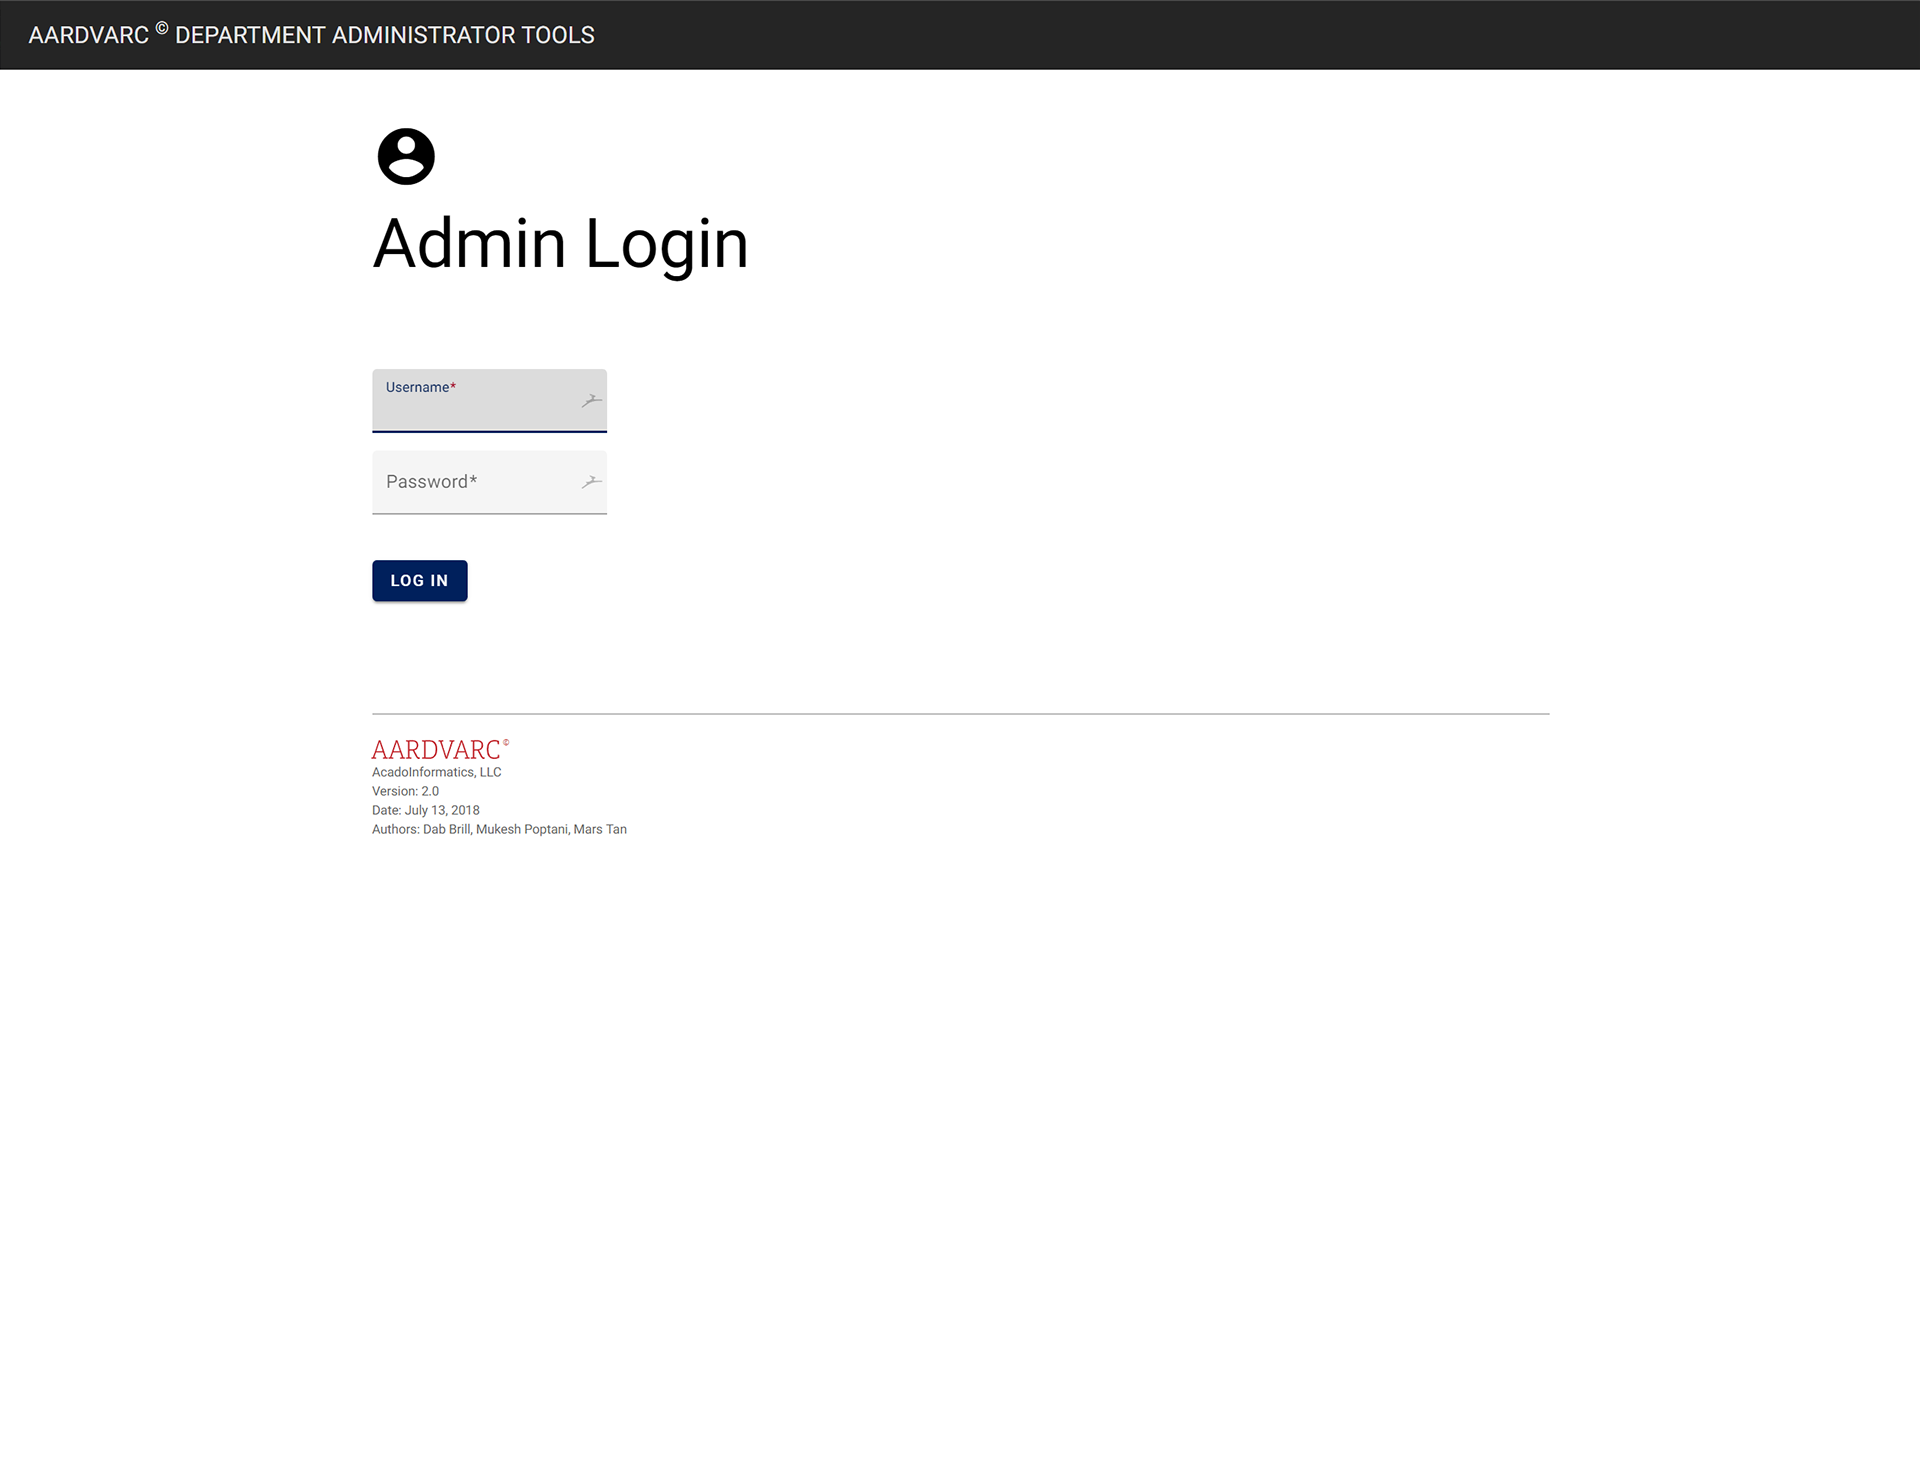 AARDVARC © DEPARTMENT ADMINISTRATOR TOOLS
Admin Login
Username*
Password*
LOG IN
AARDVARC©
AcadoInformatics, LLC
Version: 2.0
Date: July 13, 2018
Authors: Dab Brill, Mukesh Poptani, Mars Tan